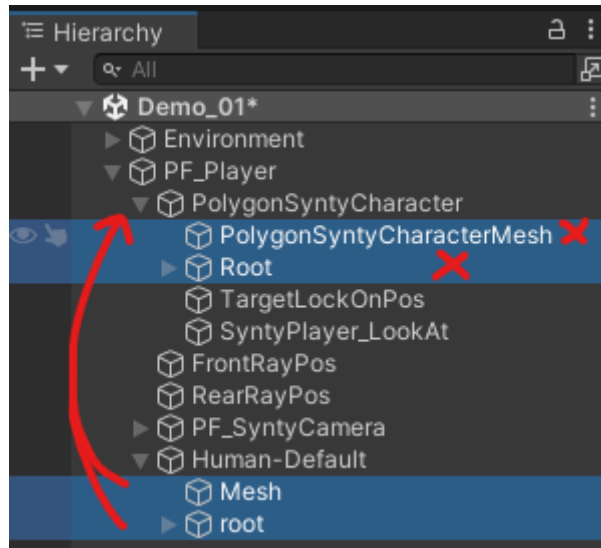 Hierarchy
All
Demo_01*
Environment
PF_Player
PolygonSyntyCharacter
PolygonSyntyCharacterMesh
Root
TargetLockOnPos
SyntyPlayer_LookAt
FrontRayPos
RearRayPos
PF_SyntyCamera
Human-Default
Mesh
root